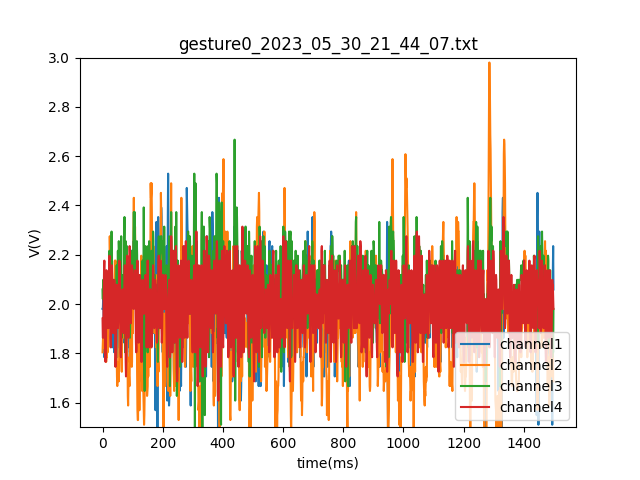 gesture0_2023_05_30_21_44_07.txt
3.0
2.8
2.6
2.4
2.2
2.0
1.8
1.6
V(V)
channel1
channel2
channel3
channel4
0 200 400 600 800 1000 1200 1400
time(ms)